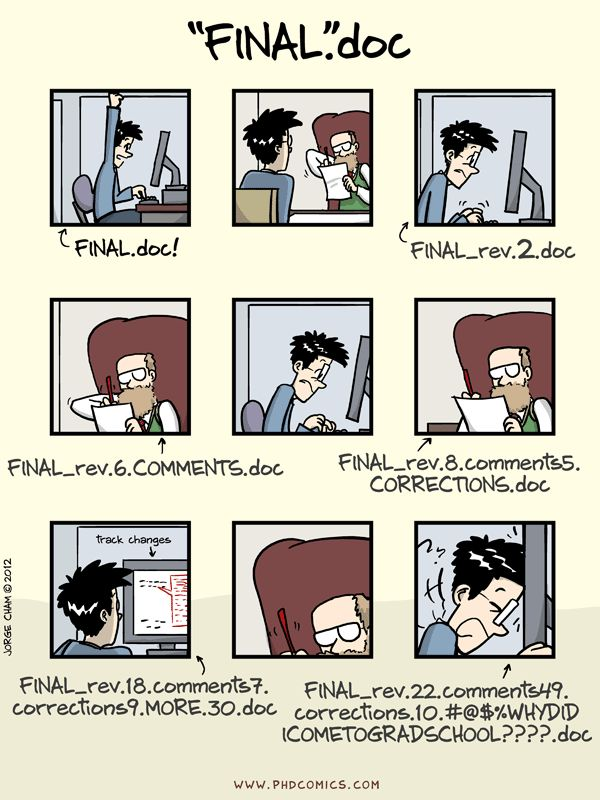 "FINAL".doc
FINAL.doc!
FINAL_rev.2.doc
FINAL_rev.6.COMMENTS.doc
FINAL_rev.8.comments5.
CORRECTIONS.doc
track changes
FINAL_rev.18.comments7.
corrections9.MORE.30.doc
FINAL_rev.22.comments49.
corrections.10.#@$%WHYDID
ICOMETOGRADSCHOOL????.doc
JORGE CHAM © 2012
WWW.PHDCOMICS.COM